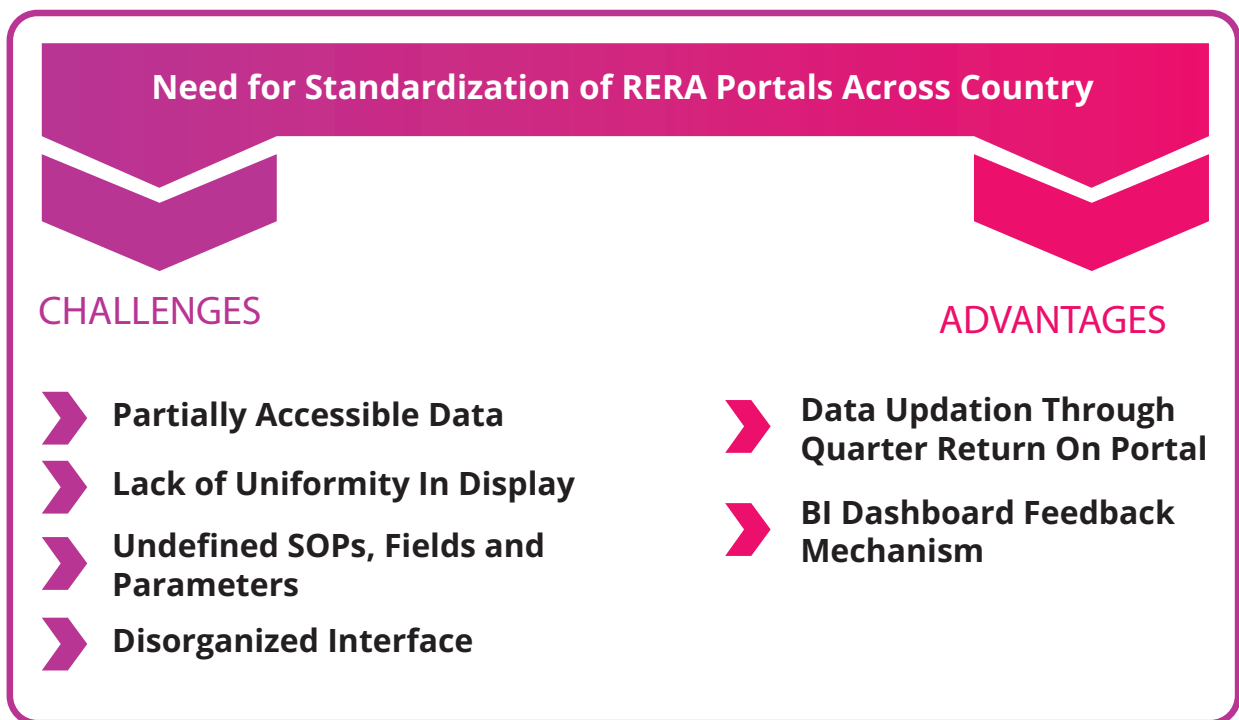 Need for Standardization of RERA Portals Across Country
CHALLENGES
Partially Accessible Data
Lack of Uniformity In Display
Undefined SOPs, Fields and
Parameters
Disorganized Interface
ADVANTAGES
Data Updation Through
Quarter Return On Portal
BI Dashboard Feedback
Mechanism